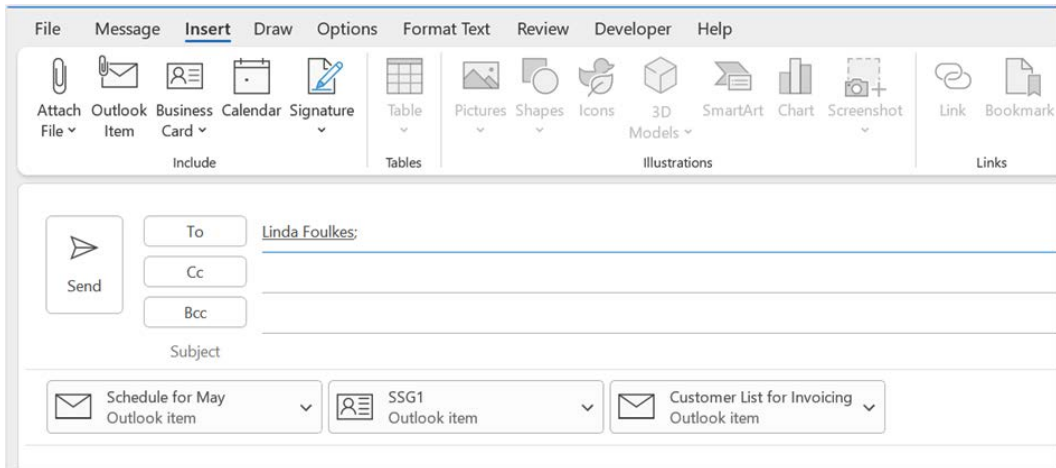 File Message Insert Draw Options Format Text Review Developer Help
Attach Outlook Business Calendar Signature Table Pictures Shapes Icons 3D SmartArt Chart Screenshot Link Bookmark
File Item Card Models
Include Tables Illustrations Links
To Linda Foulkes;
Cc
Send
Bcc
Subject
Schedule for May SSG1 Customer List for Invoicing
Outlook item Outlook item Outlook item